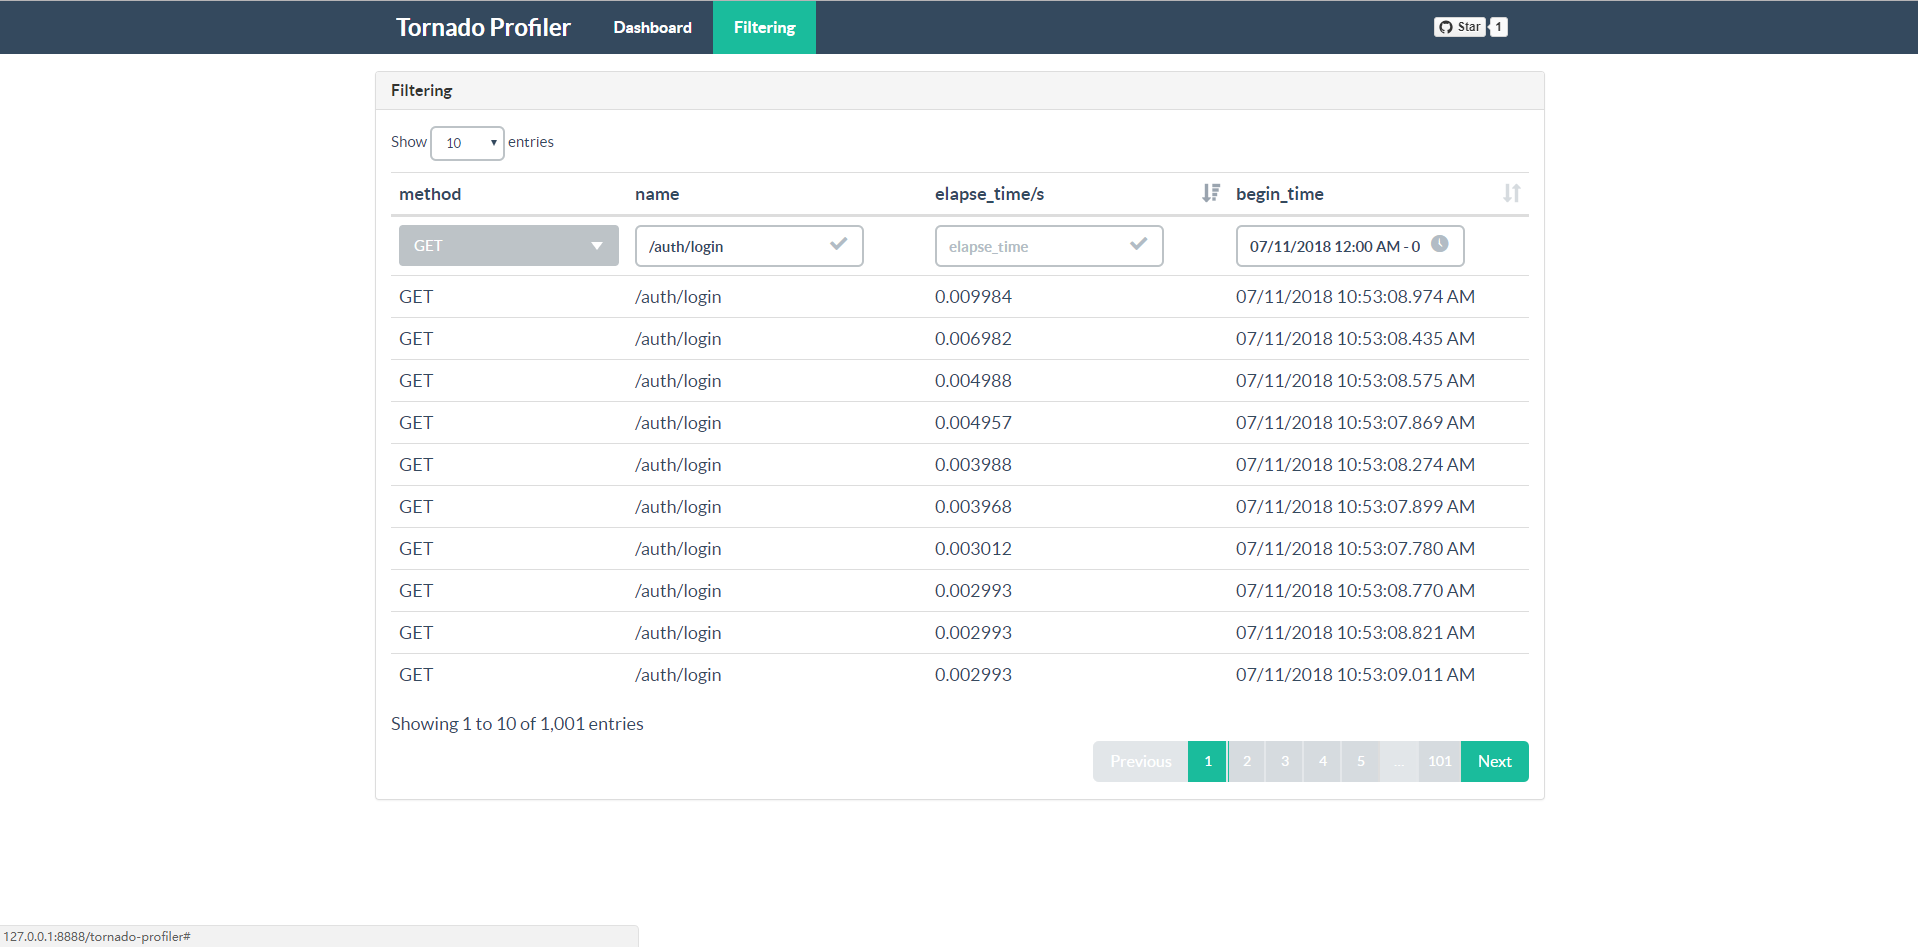 Tornado Profiler Dashboard Filtering Star 1
Filtering
Show 10 entries
method name elapse_time/s begin_time
GET /auth/login elapse_time 07/11/2018 12:00 AM - 0
GET /auth/login 0.009984 07/11/2018 10:53:08.974 AM
GET /auth/login 0.006982 07/11/2018 10:53:08.435 AM
GET /auth/login 0.004988 07/11/2018 10:53:08.575 AM
GET /auth/login 0.004957 07/11/2018 10:53:07.869 AM
GET /auth/login 0.003988 07/11/2018 10:53:08.274 AM
GET /auth/login 0.003968 07/11/2018 10:53:07.899 AM
GET /auth/login 0.003012 07/11/2018 10:53:07.780 AM
GET /auth/login 0.002993 07/11/2018 10:53:08.770 AM
GET /auth/login 0.002993 07/11/2018 10:53:08.821 AM
GET /auth/login 0.002993 07/11/2018 10:53:09.011 AM
Showing 1 to 10 of 1,001 entries
Previous 1 2 3 4 5 ... 101 Next
127.0.0.1:8888/tornado-profiler#